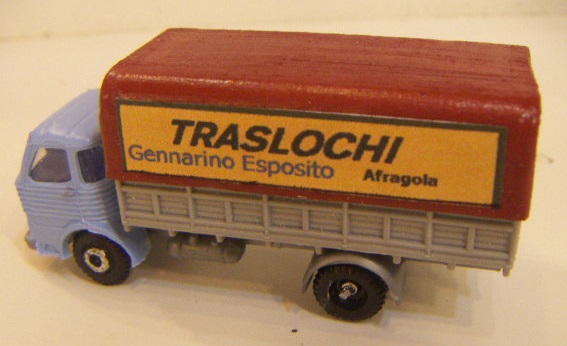 TRASLOCHI
Gennarino Esposito
Afragola